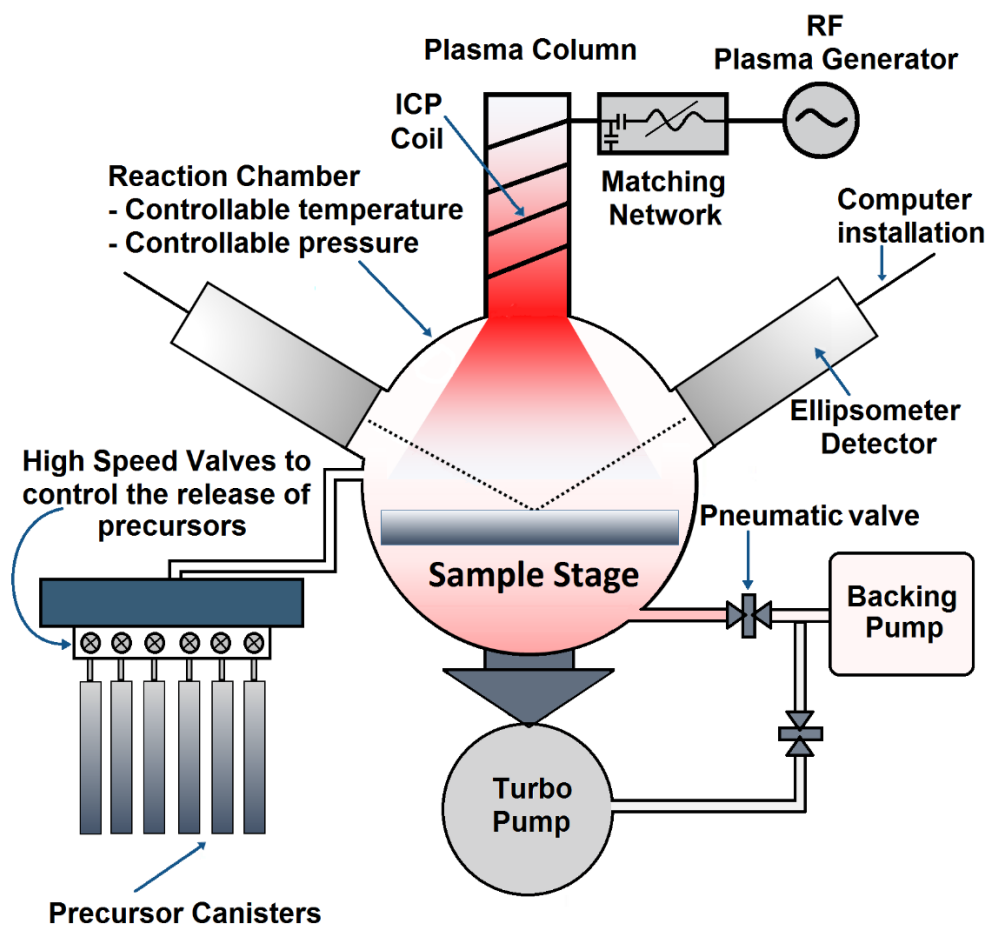 RF
Plasma Generator
Plasma Column
ICP
Coil
Matching
Network
Reaction Chamber
- Controllable temperature
- Controllable pressure
Computer
installation
Ellipsometer
Detector
High Speed Valves to
control the release of
precursors
Pneumatic valve
Sample Stage
Backing
Pump
Turbo
Pump
Precursor Canisters